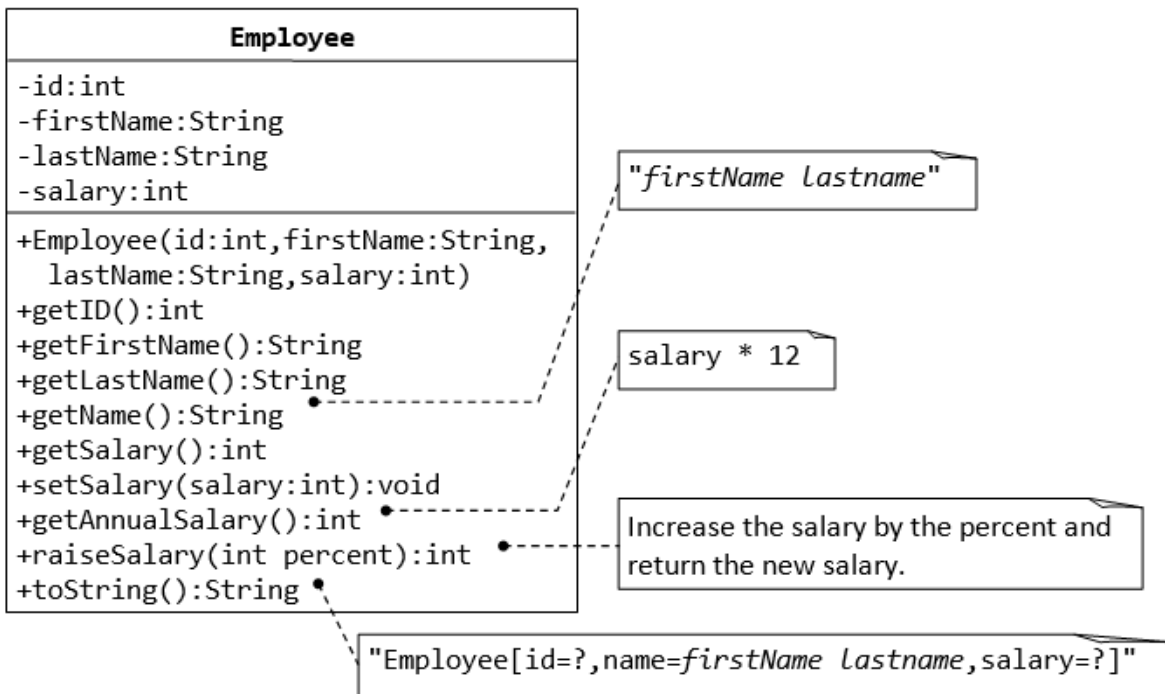 Employee
-id:int
-firstName:String
-lastName:String
-salary:int
+Employee(id:int,firstName:String,
lastName:String,salary:int)
+getID():int
+getFirstName():String
+getLastName():String
+getName():String
+getSalary():int
+setSalary(salary:int):void
+getAnnualSalary():int
+raiseSalary(int percent):int
+toString():String
"firstName lastname"
salary * 12
Increase the salary by the percent and
return the new salary.
"Employee[id=?,name=firstName lastname,salary=?]"